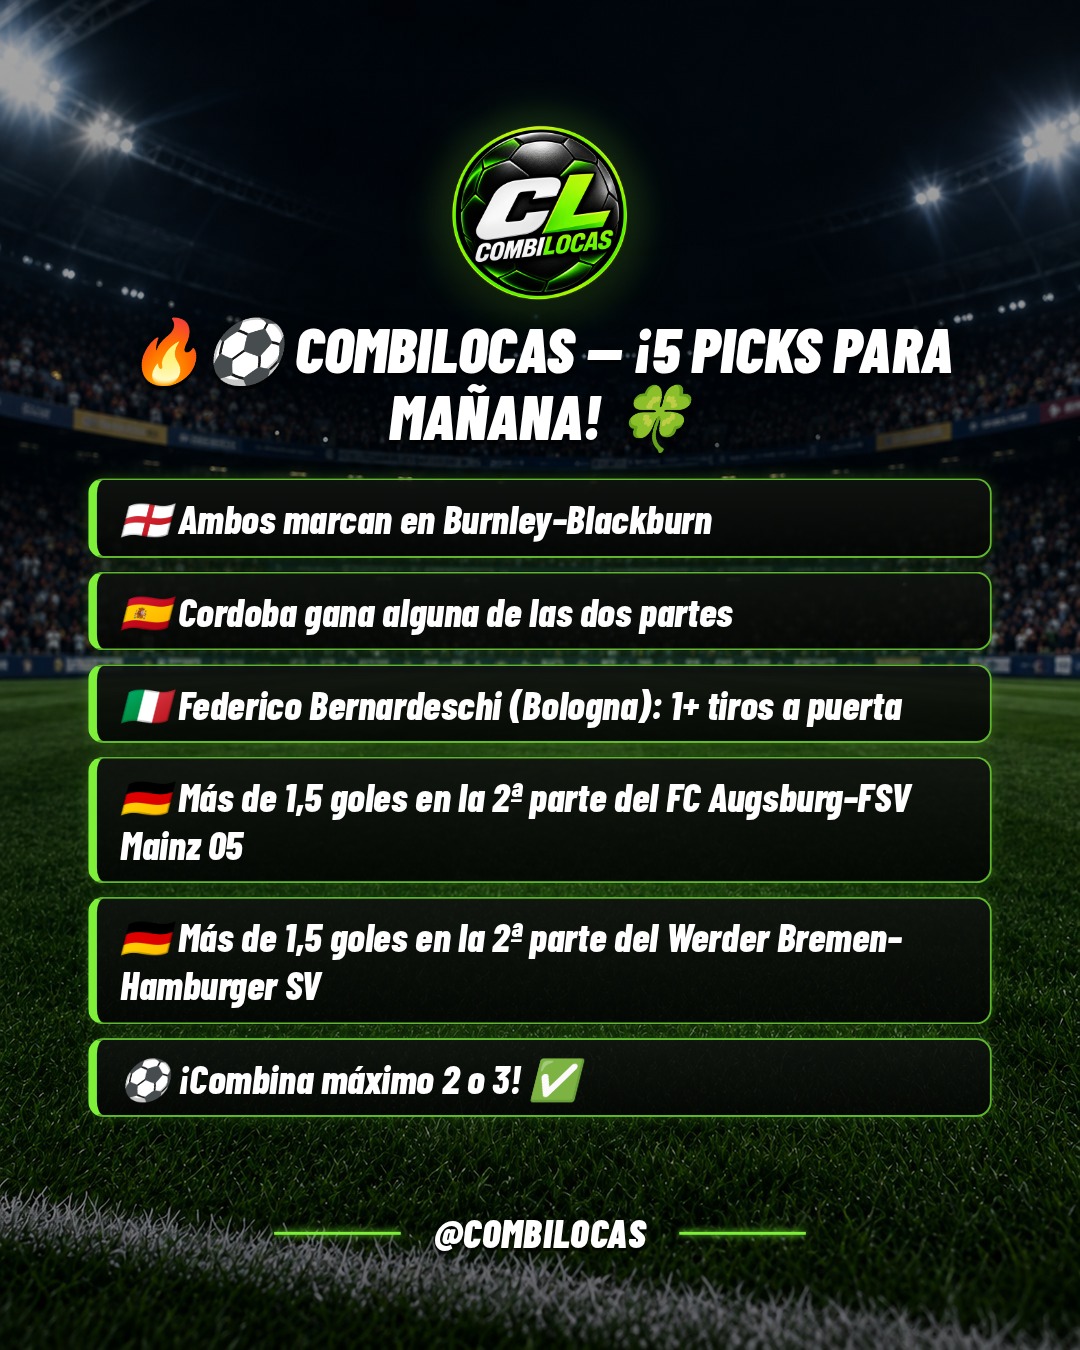 CL
COMBILOCAS
🔥⚽ COMBILOCAS – ¡5 PICKS PARA
MAÑANA! 🍀
🏴󠁧󠁢󠁥󠁮󠁧󠁿 Ambos marcan en Burnley-Blackburn
🇪🇸 Cordoba gana alguna de las dos partes
🇮🇹 Federico Bernardeschi (Bologna): 1+ tiros a puerta
🇩🇪 Más de 1,5 goles en la 2ª parte del FC Augsburg-FSV
Mainz 05
🇩🇪 Más de 1,5 goles en la 2ª parte del Werder Bremen-
Hamburger SV
⚽ ¡Combina máximo 2 o 3! ✅
@COMBILOCAS